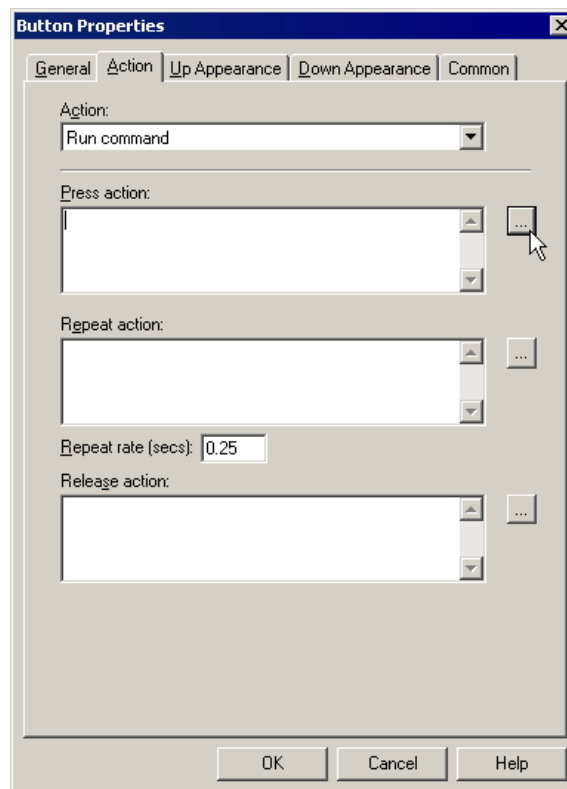 Button Properties
General Action Up Appearance Down Appearance Common
Action:
Run command
Press action:
...
Repeat action:
...
Repeat rate (secs): 0.25
Release action:
...
OK Cancel Help